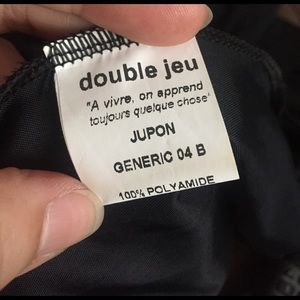 double jeu
"A vivre, on apprend
toujours quelque chose"
JUPON
GENERIC 04 B
100% POLYAMIDE